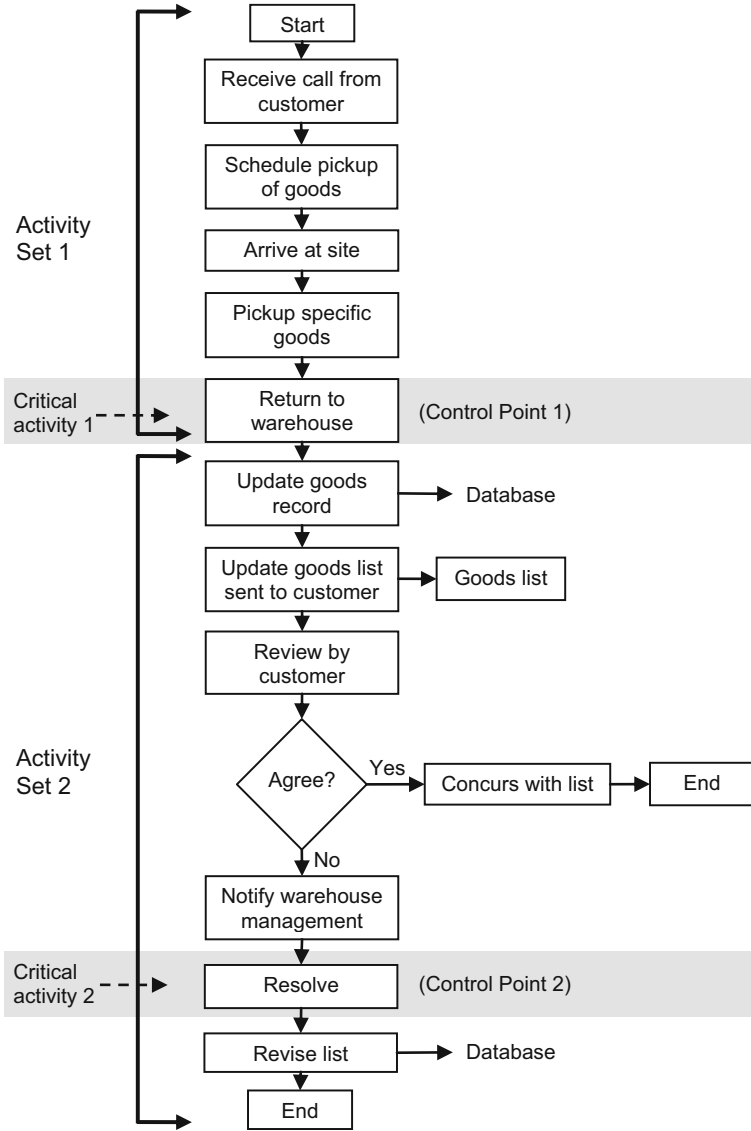 Start
Receive call from
customer
Schedule pickup
of goods
Activity
Set 1
Arrive at site
Pickup specific
goods
Critical
activity 1
Return to
warehouse
(Control Point 1)
Update goods
record
Database
Update goods list
sent to customer
Goods list
Review by
customer
Activity
Set 2
Agree?
Yes
Concurs with list
End
No
Notify warehouse
management
Critical
activity 2
Resolve
(Control Point 2)
Revise list
Database
End